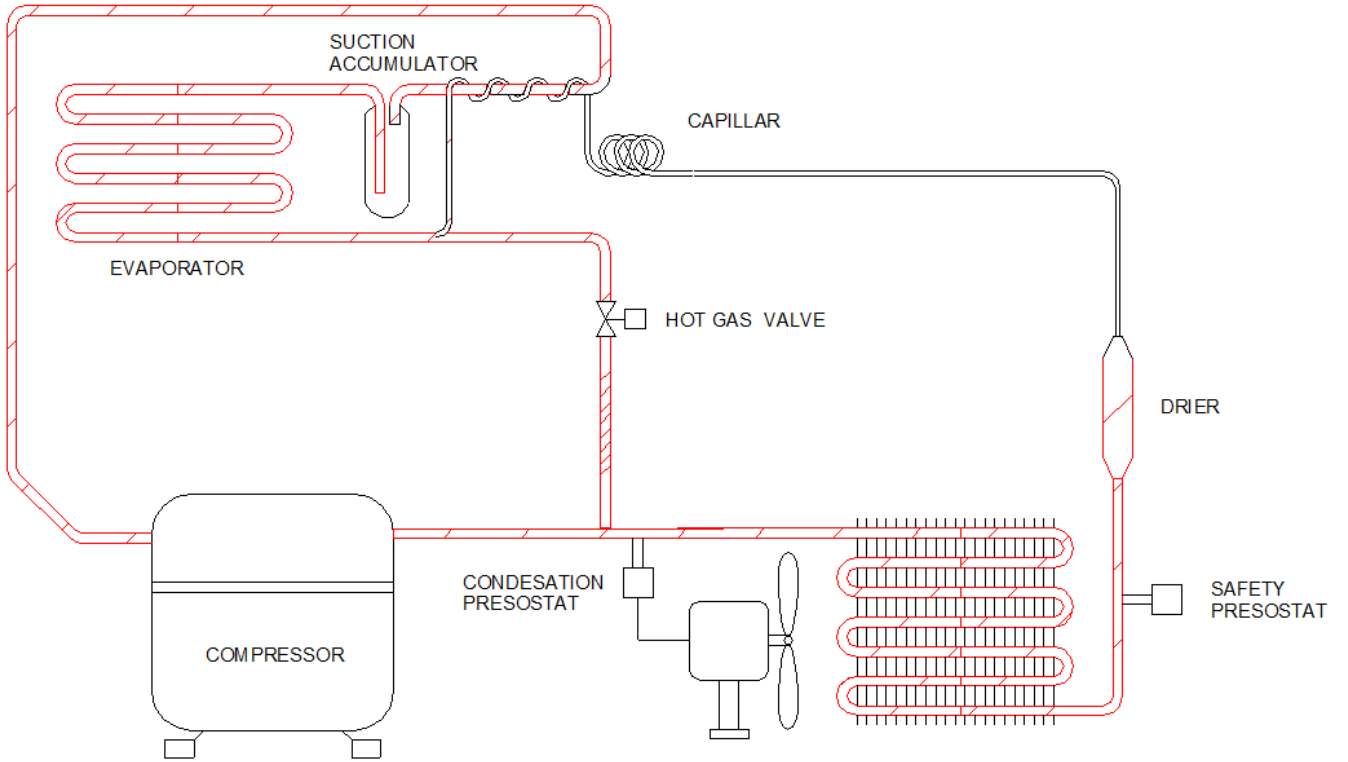 SUCTION
ACCUMULATOR
CAPILLAR
EVAPORATOR
HOT GAS VALVE
DRIER
CONDESATION
PRESOSTAT
SAFETY
PRESOSTAT
COMPRESSOR